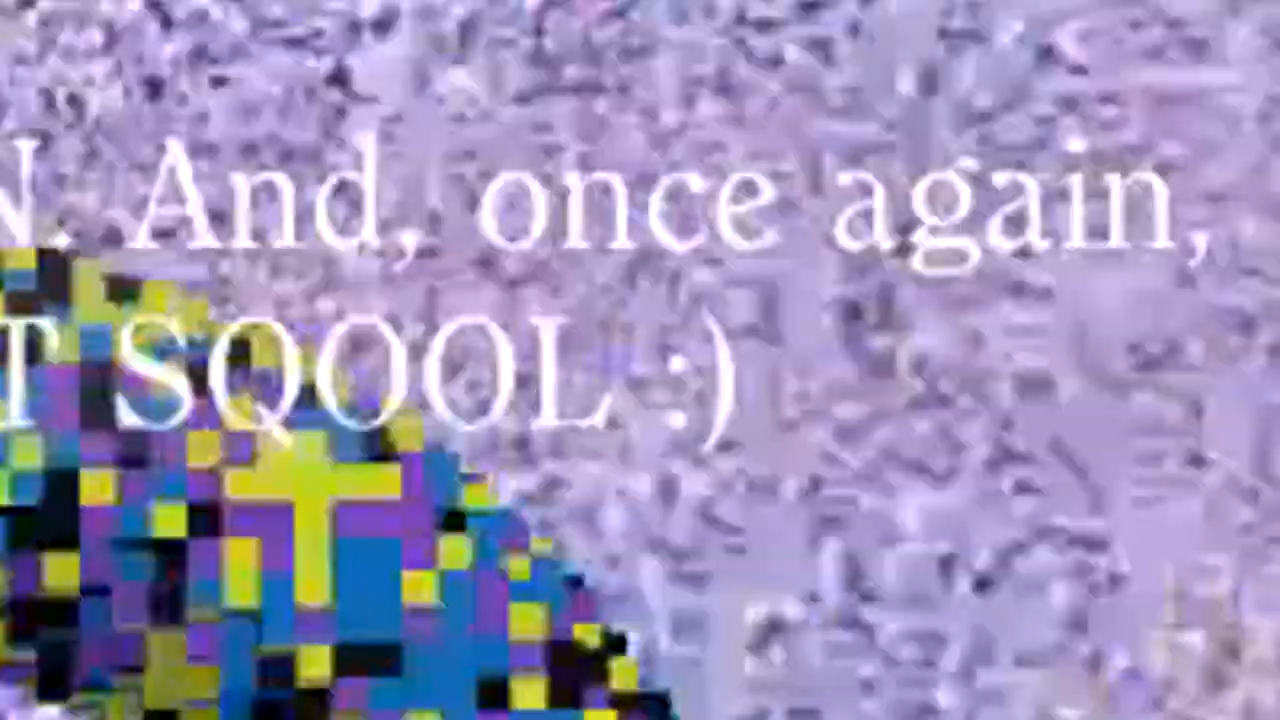 N. And, once again,
T SQOOL :)